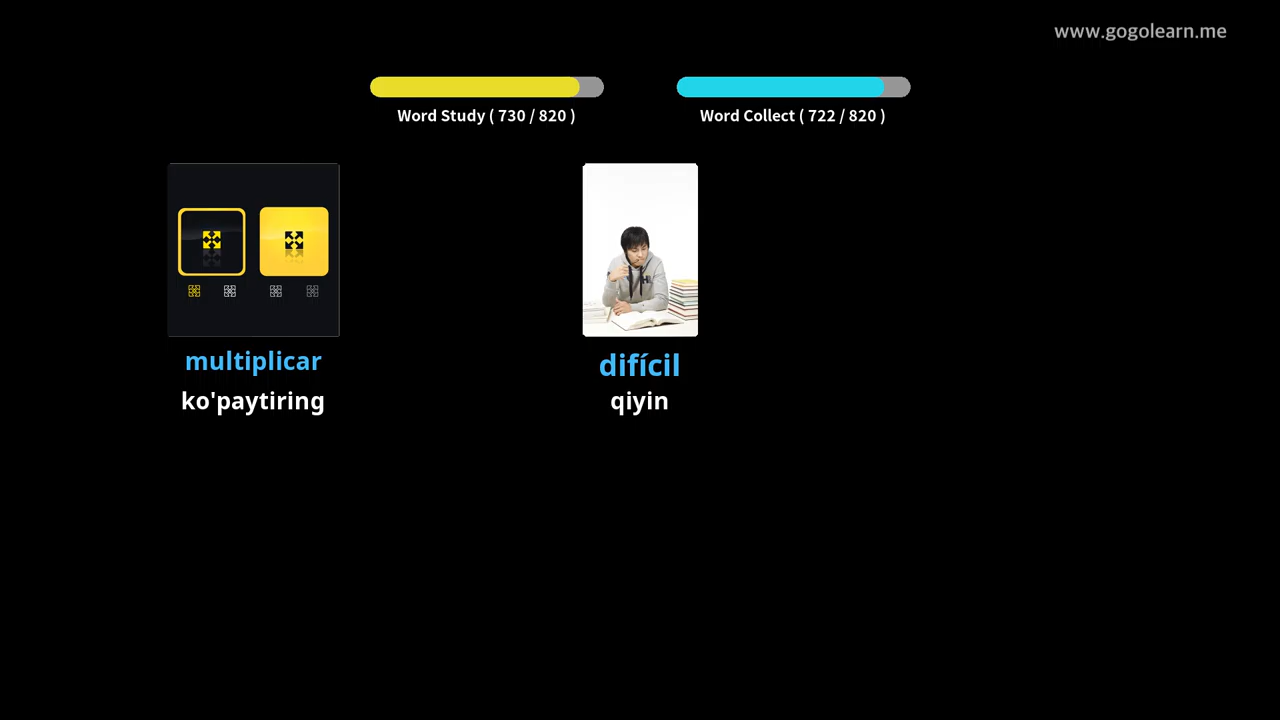 www.gogolearn.me
Word Study ( 730 / 820 )
Word Collect ( 722 / 820 )
multiplicar
ko'paytiring
difícil
qiyin